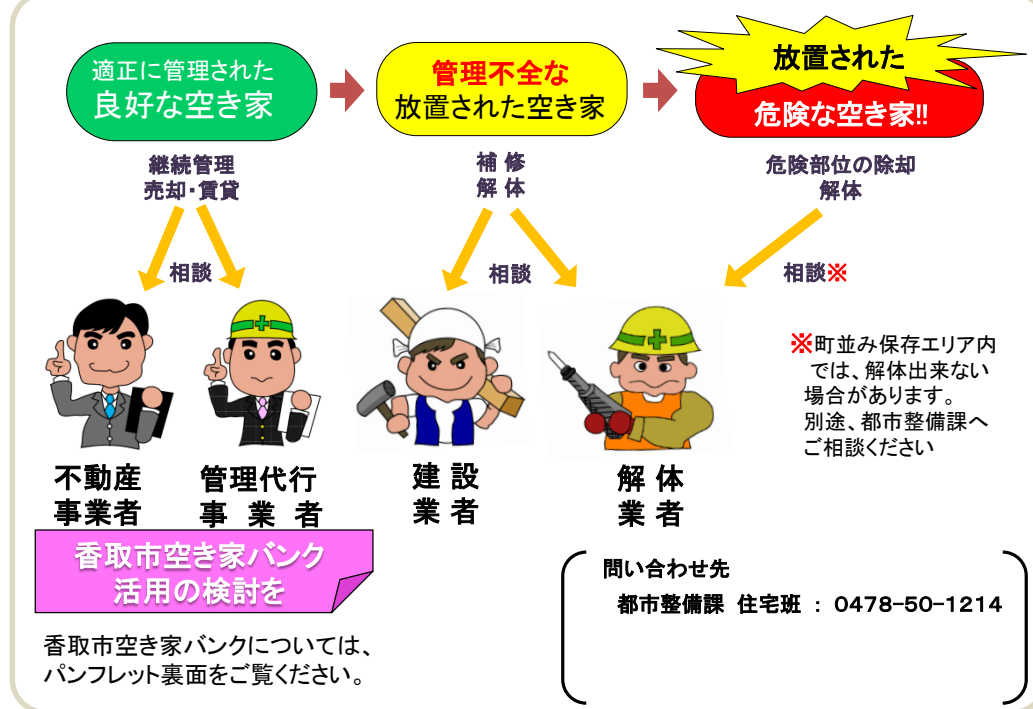 適正に管理された
良好な空き家
管理不全な
放置された空き家
放置された
危険な空き家!!
継続管理
売却・賃貸
補 修
解 体
危険部位の除却
解体
相談
相談
相談※
※町並み保存エリア内
では、解体出来ない
場合があります。
別途、都市整備課へ
ご相談ください
不動産
事業者
管理代行
事 業 者
建 設
業 者
解 体
業 者
香取市空き家バンク
活用の検討を
香取市空き家バンクについては、
パンフレット裏面をご覧ください。
問い合わせ先
都市整備課 住宅班 : 0478-50-1214